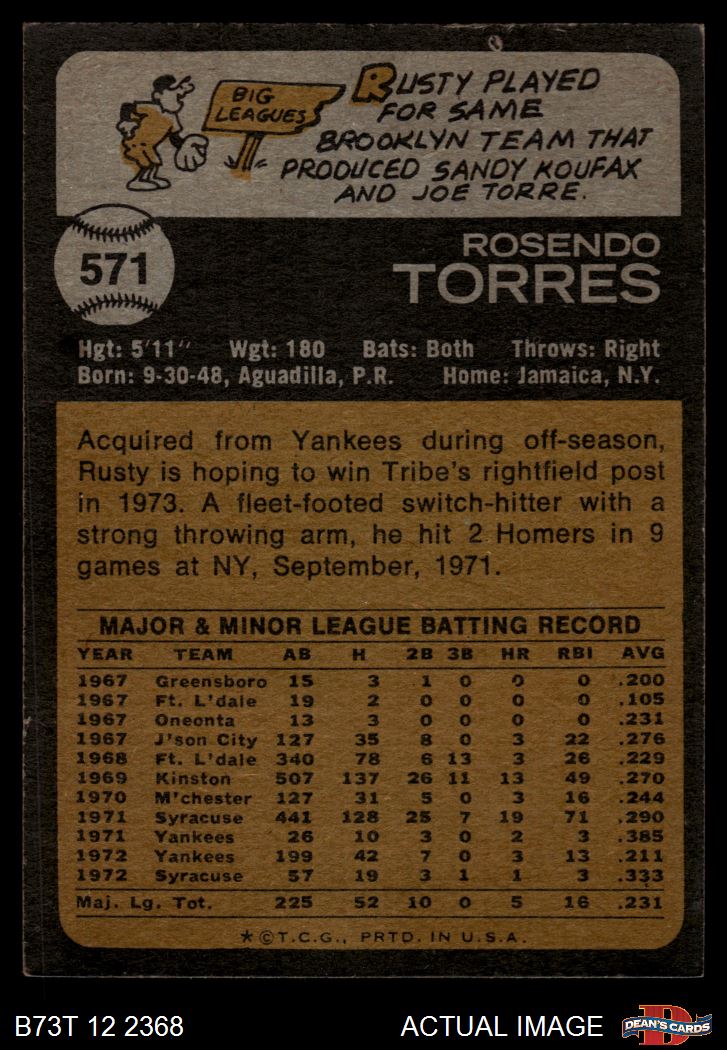 BIG
LEAGUES
RUSTY PLAYED
FOR SAME
BROOKLYN TEAM THAT
PRODUCED SANDY KOUFAX
AND JOE TORRE.
571
ROSENDO
TORRES
Hgt: 5'11" Wgt: 180 Bats: Both Throws: Right
Born: 9-30-48, Aguadilla, P.R. Home: Jamaica, N.Y.
Acquired from Yankees during off-season,
Rusty is hoping to win Tribe's rightfield post
in 1973. A fleet-footed switch-hitter with a
strong throwing arm, he hit 2 Homers in 9
games at NY, September, 1971.
MAJOR & MINOR LEAGUE BATTING RECORD
YEAR TEAM AB H 2B 3B HR RBI AVG
1967 Greensboro 15 3 1 0 0 0 .200
1967 Ft. L'dale 19 2 0 0 0 0 .105
1967 Oneonta 13 3 0 0 0 0 .231
1967 J'son City 127 35 8 0 3 22 .276
1968 Ft. L'dale 340 78 6 13 3 26 .229
1969 Kinston 507 137 26 11 13 49 .270
1970 M'chester 127 31 5 0 3 16 .244
1971 Syracuse 441 128 25 7 19 71 .290
1971 Yankees 26 10 3 0 2 3 .385
1972 Yankees 199 42 7 0 3 13 .211
1972 Syracuse 57 19 3 1 1 3 .333
Maj. Lg. Tot. 225 52 10 0 5 16 .231
*©T.C.G., PRTD. IN U.S.A.
B73T 12 2368 ACTUAL IMAGE D DEAN'S CARDS